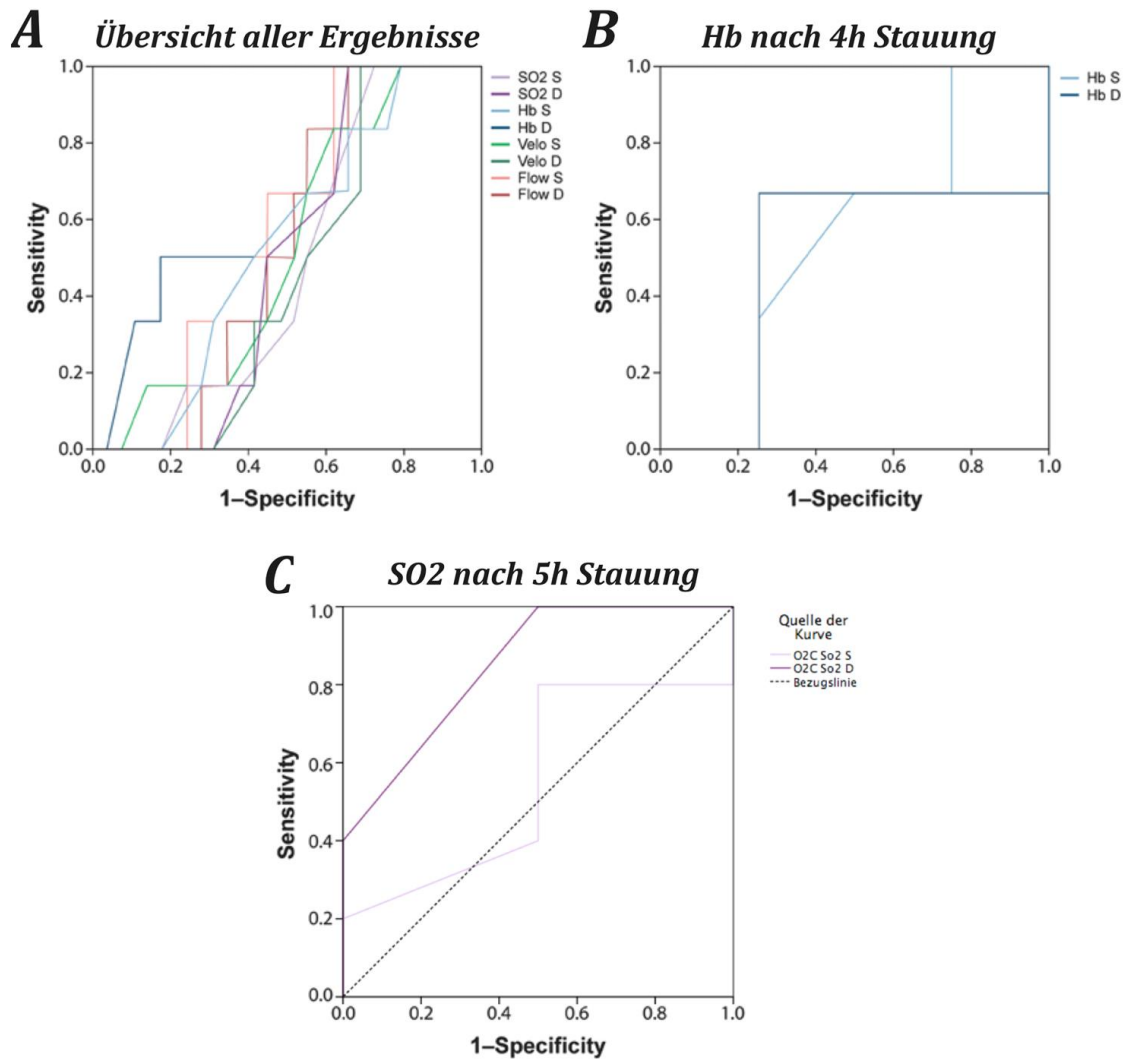 A
Übersicht aller Ergebnisse
1.0
0.8
0.6
0.4
0.2
0.0
Sensitivity
0.0 0.2 0.4 0.6 0.8 1.0
1–Specificity
SO2 S
SO2 D
Hb S
Hb D
Velo S
Velo D
Flow S
Flow D
B
Hb nach 4h Stauung
1.0
0.8
0.6
0.4
0.2
0.0
Sensitivity
0.0 0.2 0.4 0.6 0.8 1.0
1–Specificity
Hb S
Hb D
C
SO2 nach 5h Stauung
1.0
0.8
0.6
0.4
0.2
0.0
Sensitivity
0.0 0.2 0.4 0.6 0.8 1.0
1–Specificity
Quelle der
Kurve
O2C So2 S
O2C So2 D
Bezugslinie